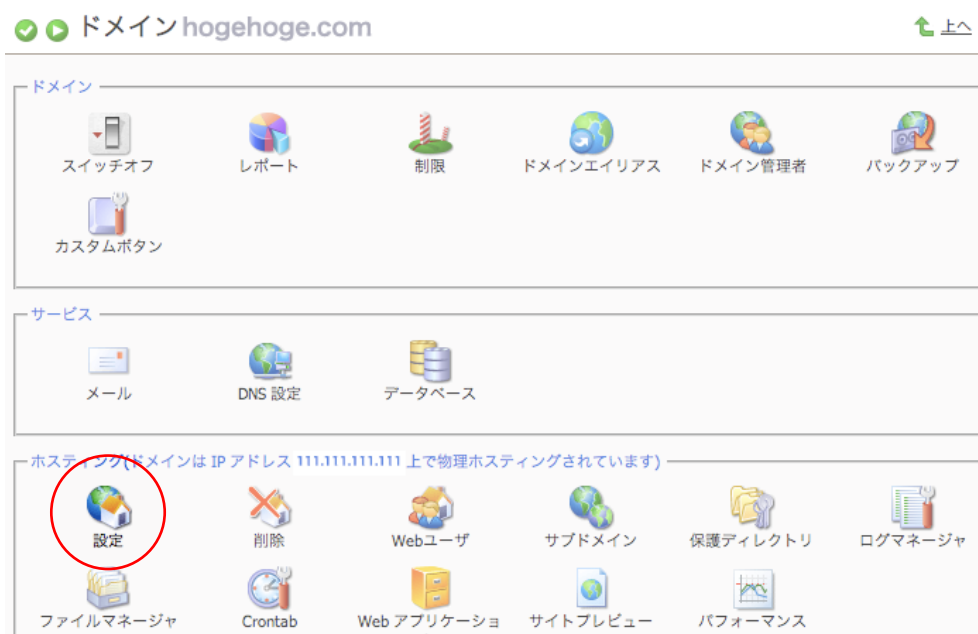 ドメイン hogehoge.com
上へ
ドメイン
スイッチオフ レポート 制限 ドメインエイリアス ドメイン管理者 バックアップ
カスタムボタン
サービス
メール DNS 設定 データベース
ホスティング(ドメインは IP アドレス 111.111.111.111 上で物理ホスティングされています)
設定 削除 Webユーザ サブドメイン 保護ディレクトリ ログマネージャ
ファイルマネージャ Crontab Web アプリケーショ サイトプレビュー パフォーマンス